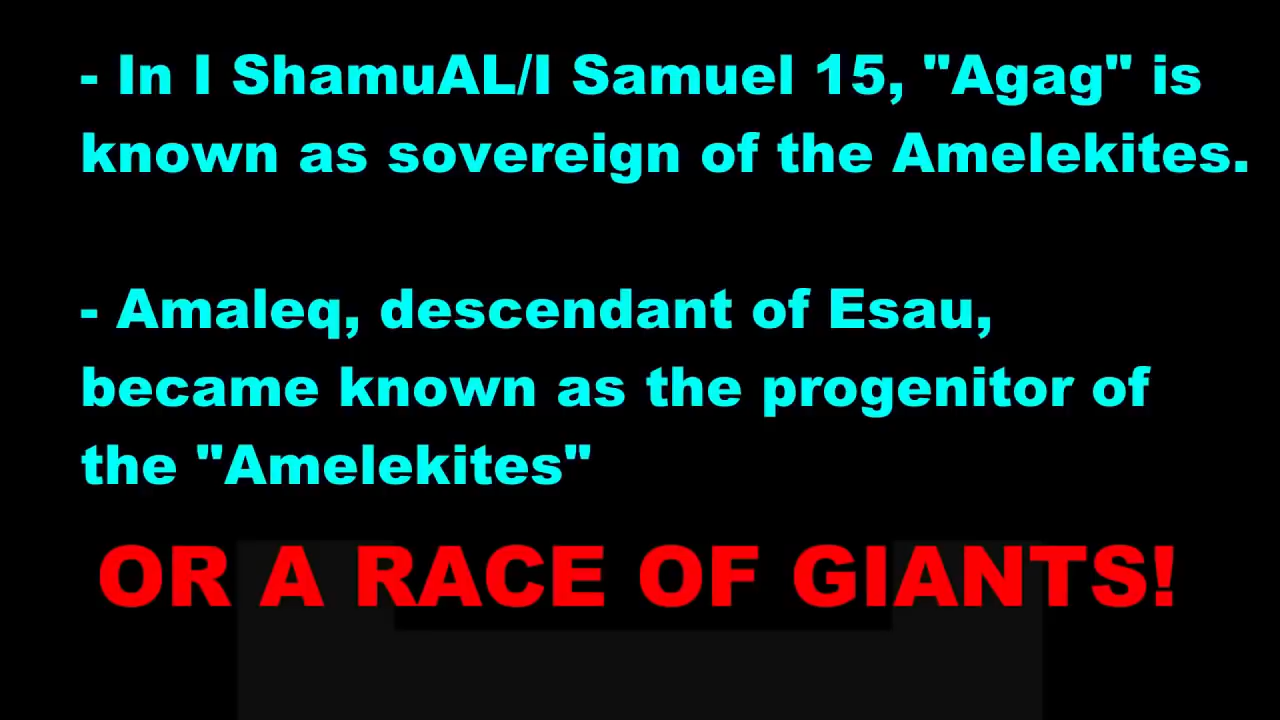 - In I ShamuAL/I Samuel 15, "Agag" is
known as sovereign of the Amelekites.
- Amaleq, descendant of Esau,
became known as the progenitor of
the "Amelekites"
OR A RACE OF GIANTS!